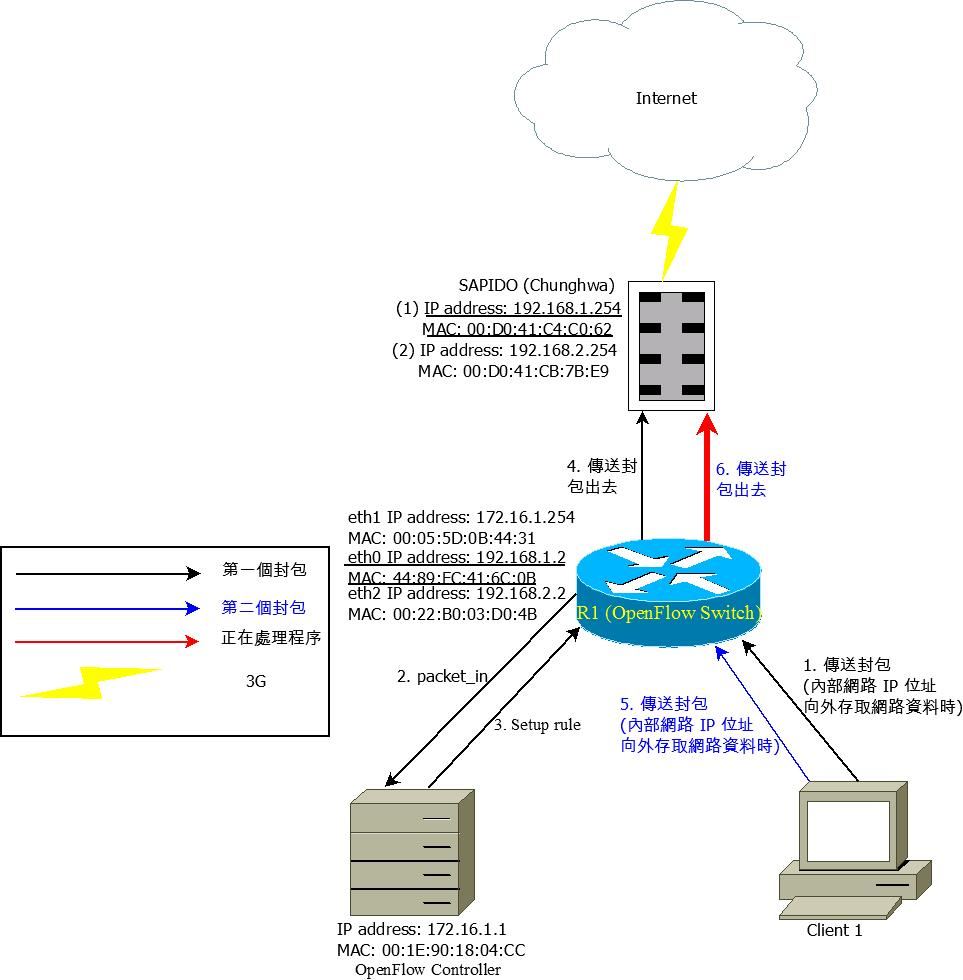 Internet
SAPIDO (Chunghwa)
(1) IP address: 192.168.1.254
MAC: 00:D0:41:C4:C0:62
(2) IP address: 192.168.2.254
MAC: 00:D0:41:CB:7B:E9
4. 傳送封
包出去
6. 傳送封
包出去
eth1 IP address: 172.16.1.254
MAC: 00:05:5D:0B:44:31
eth0 IP address: 192.168.1.2
MAC: 44:89:FC:41:6C:0B
eth2 IP address: 192.168.2.2
MAC: 00:22:B0:03:D0:4B
R1 (OpenFlow Switch)
第一個封包
第二個封包
正在處理程序
3G
2. packet_in
3. Setup rule
1. 傳送封包
(內部網路 IP 位址
向外存取網路資料時)
5. 傳送封包
(內部網路 IP 位址
向外存取網路資料時)
IP address: 172.16.1.1
MAC: 00:1E:90:18:04:CC
OpenFlow Controller
Client 1